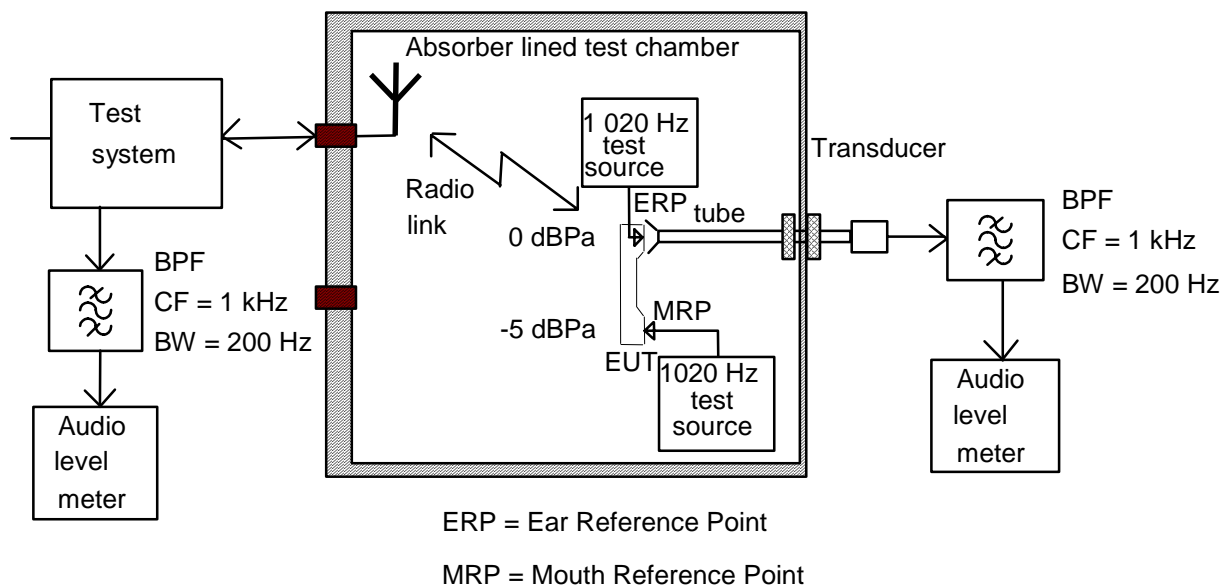 Absorber lined test chamber
Test
system
1 020 Hz
test
source
Transducer
Radio
link
ERP
tube
0 dBPa
BPF
CF = 1 kHz
BW = 200 Hz
BPF
CF = 1 kHz
BW = 200 Hz
MRP
-5 dBPa
EUT
1020 Hz
test
source
Audio
level
meter
Audio
level
meter
ERP = Ear Reference Point
MRP = Mouth Reference Point